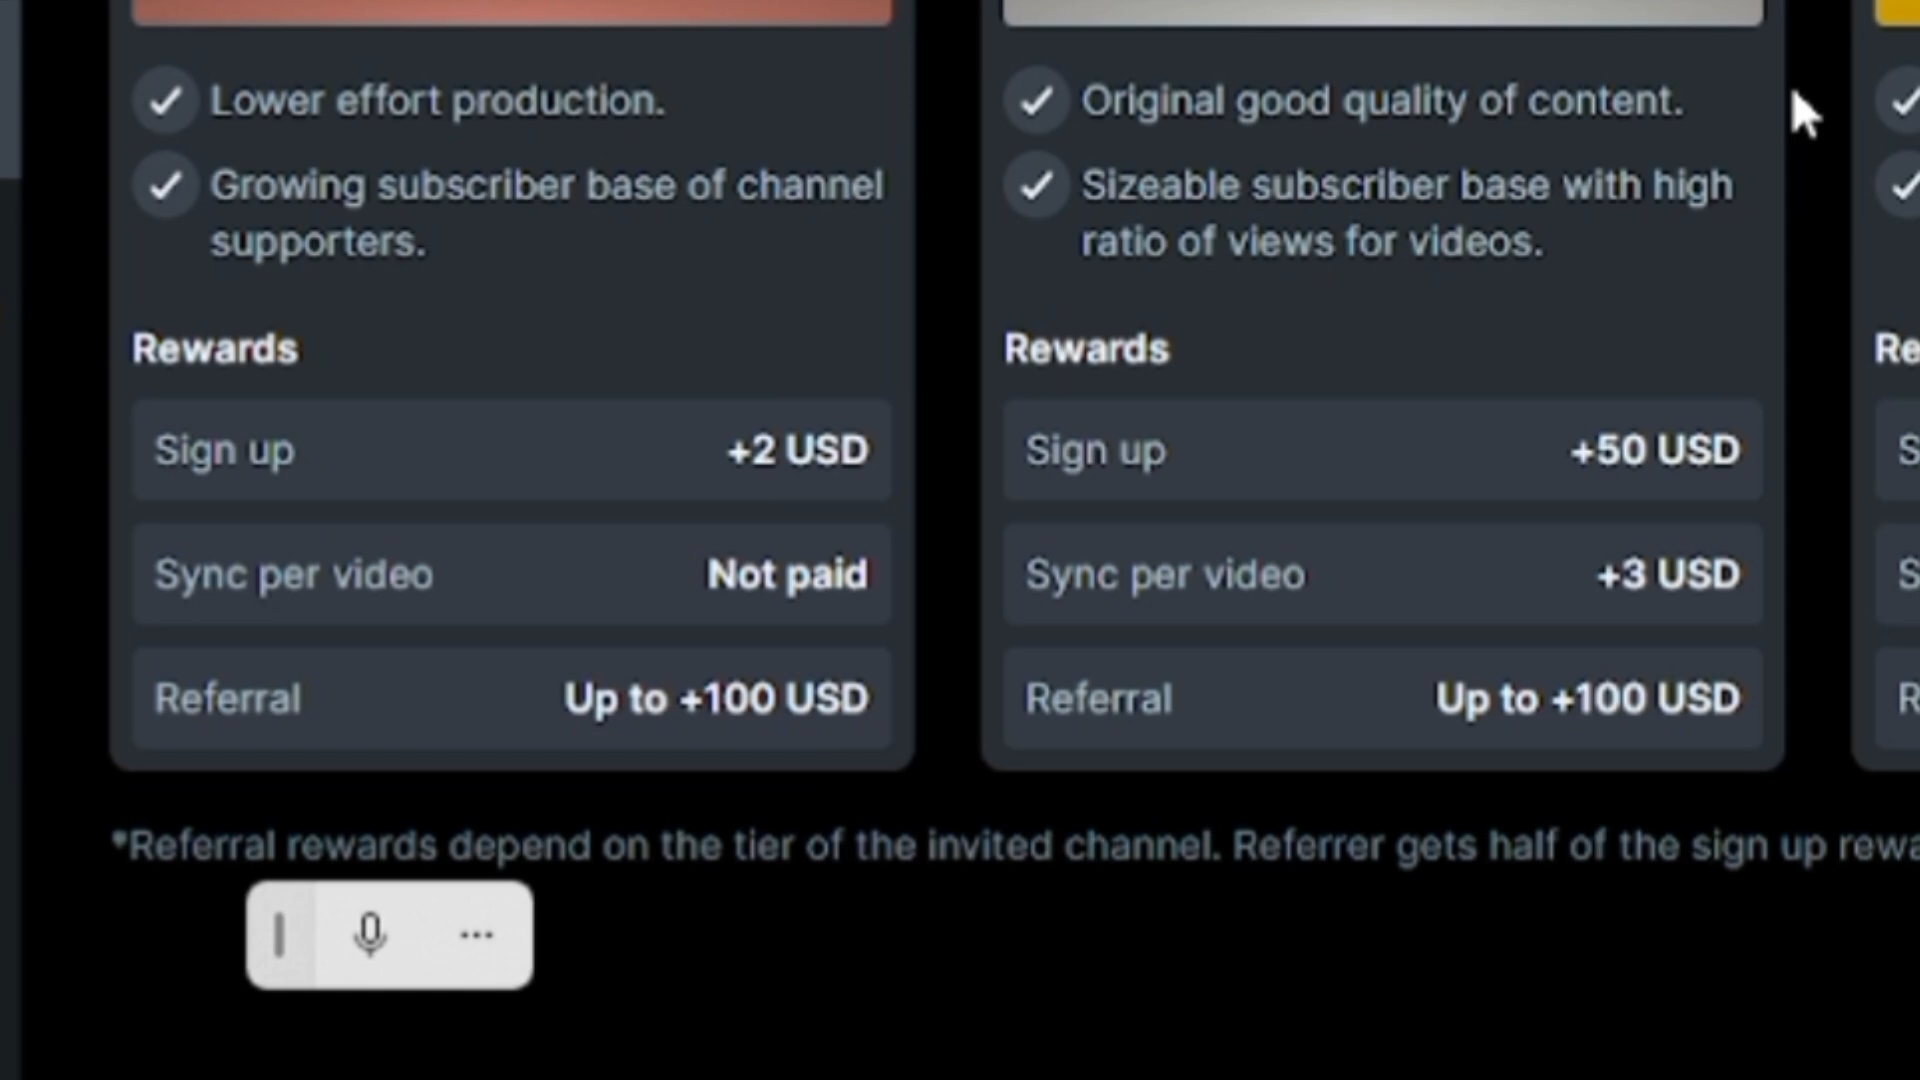 Lower effort production.
Growing subscriber base of channel
supporters.
Rewards
Sign up +2 USD
Sync per video Not paid
Referral Up to +100 USD
Original good quality of content.
Sizeable subscriber base with high
ratio of views for videos.
Rewards
Sign up +50 USD
Sync per video +3 USD
Referral Up to +100 USD
*Referral rewards depend on the tier of the invited channel. Referrer gets half of the sign up